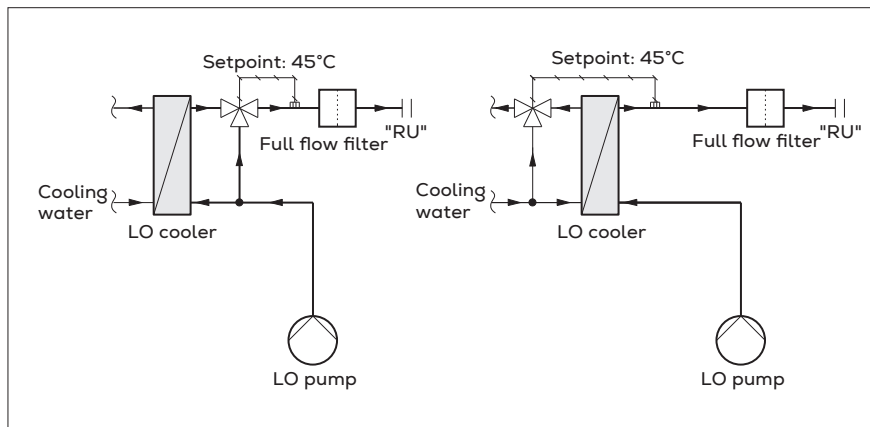 Setpoint: 45°C
"RU"
Full flow filter
Cooling
water
LO cooler
LO pump
Setpoint: 45°C
"RU"
Full flow filter
Cooling
water
LO cooler
LO pump